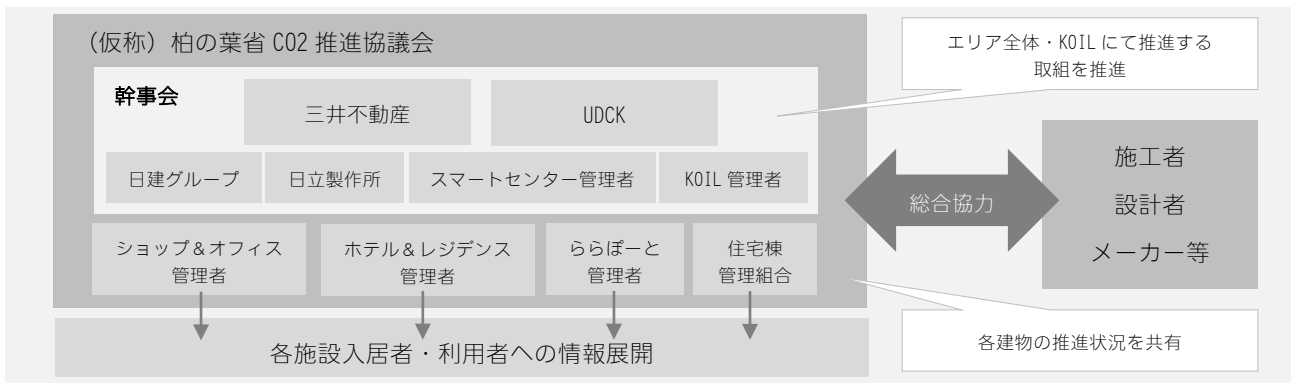 （仮称）柏の葉省 CO2 推進協議会
幹事会
三井不動産
UDCK
日建グループ
日立製作所
スマートセンター管理者
KOIL 管理者
ショップ＆オフィス
管理者
ホテル＆レジデンス
管理者
ららぽーと
管理者
住宅棟
管理組合
各施設入居者・利用者への情報展開
エリア全体・KOIL にて推進する
取組を推進
総合協力
施工者
設計者
メーカー等
各建物の推進状況を共有